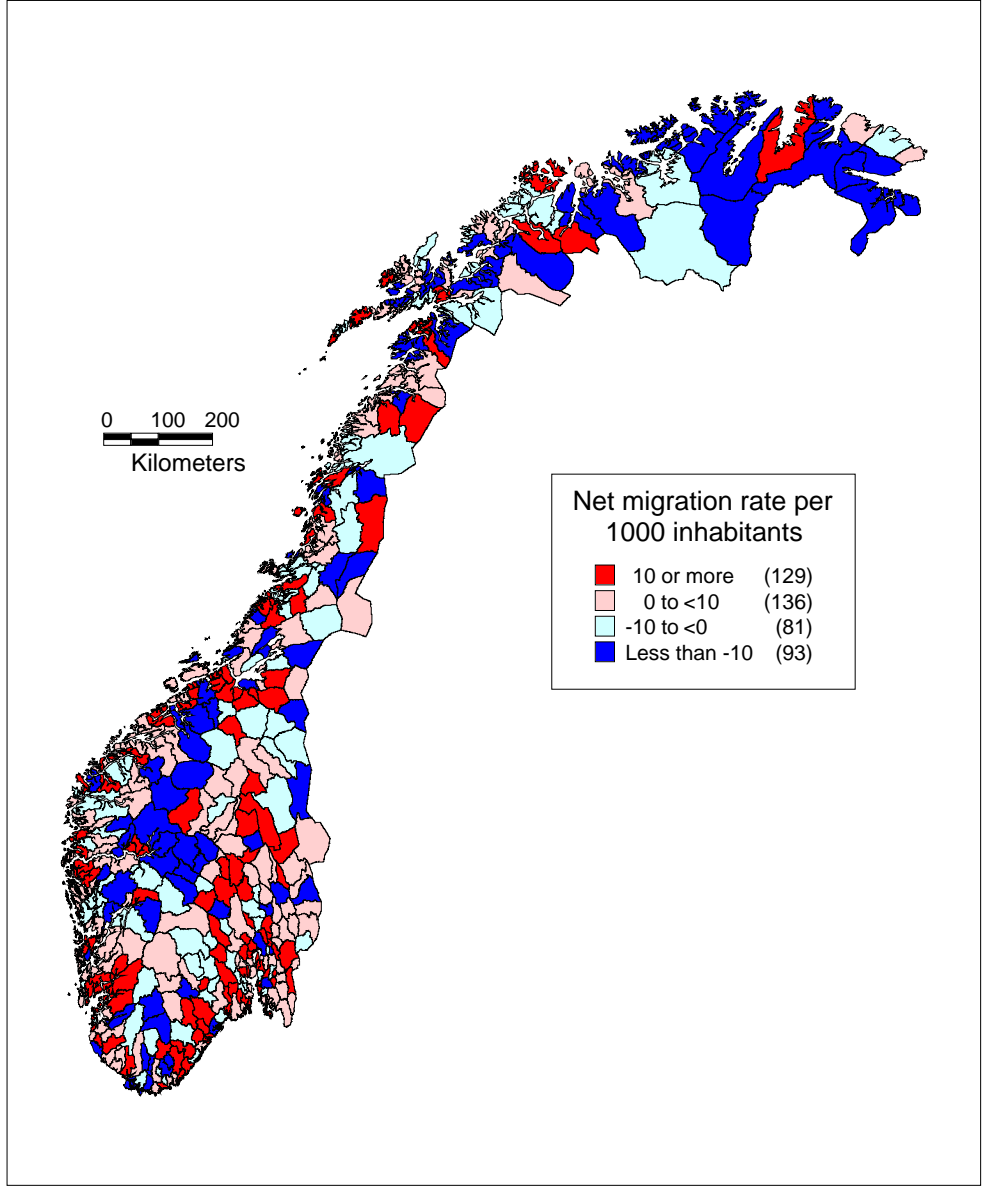 0 100 200
Kilometers
Net migration rate per
1000 inhabitants
10 or more (129)
0 to <10 (136)
-10 to <0 (81)
Less than -10 (93)